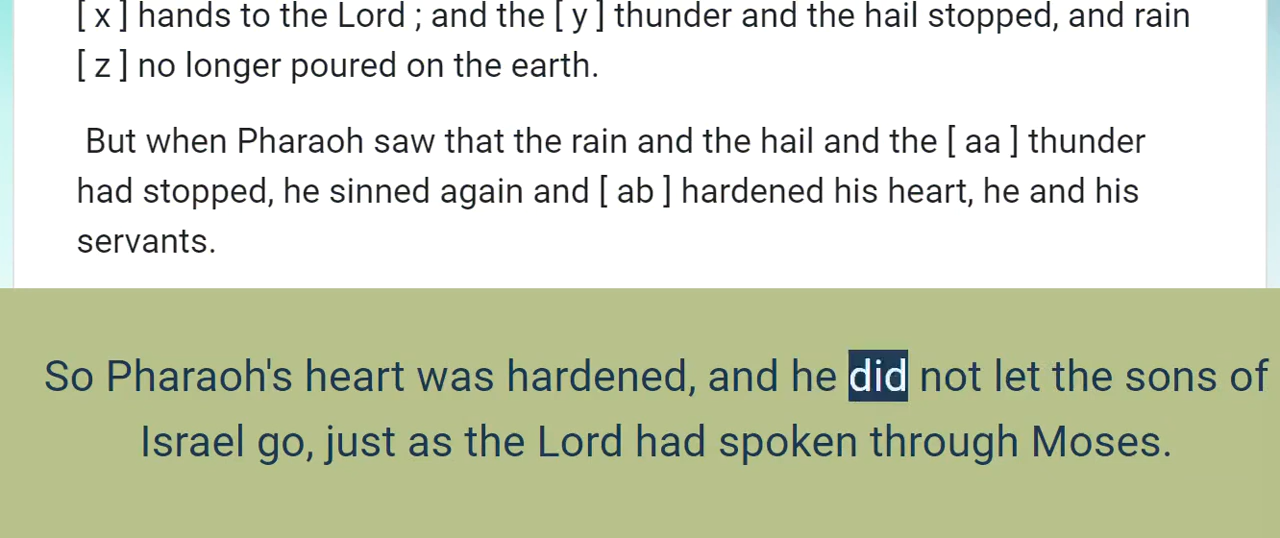 [ x ] hands to the Lord ; and the [ y ] thunder and the hail stopped, and rain
[ z ] no longer poured on the earth.
But when Pharaoh saw that the rain and the hail and the [ aa ] thunder
had stopped, he sinned again and [ ab ] hardened his heart, he and his
servants.
So Pharaoh's heart was hardened, and he did not let the sons of
Israel go, just as the Lord had spoken through Moses.